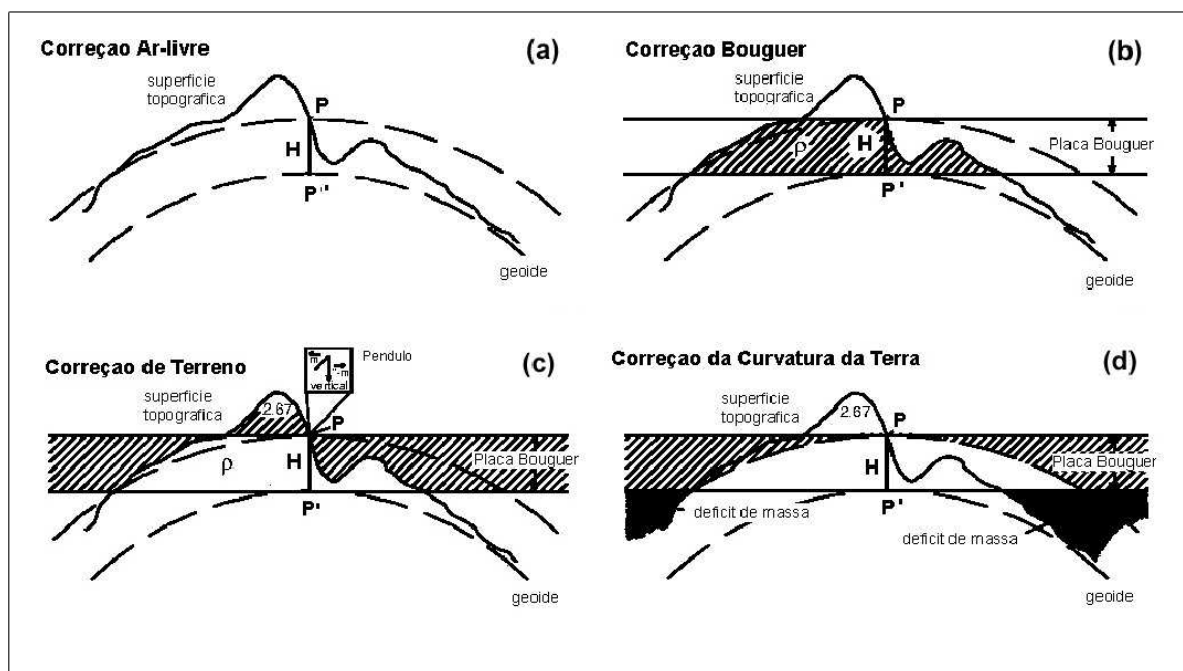 Correçao Ar-livre
(a)
superficie
topografica
P
H
P''
geoide
Correçao Bouguer
(b)
superficie
topografica
P
ρ
H
Placa Bouguer
P'
geoide
Correçao de Terreno
(c)
Pendulo
m
-m
vertical
superficie
topografica
2.67
P
ρ
H
Placa Bouguer
P'
geoide
Correçao da Curvatura da Terra
(d)
superficie
topografica
2.67
P
H
Placa Bouguer
P'
deficit de massa
deficit de massa
geoide